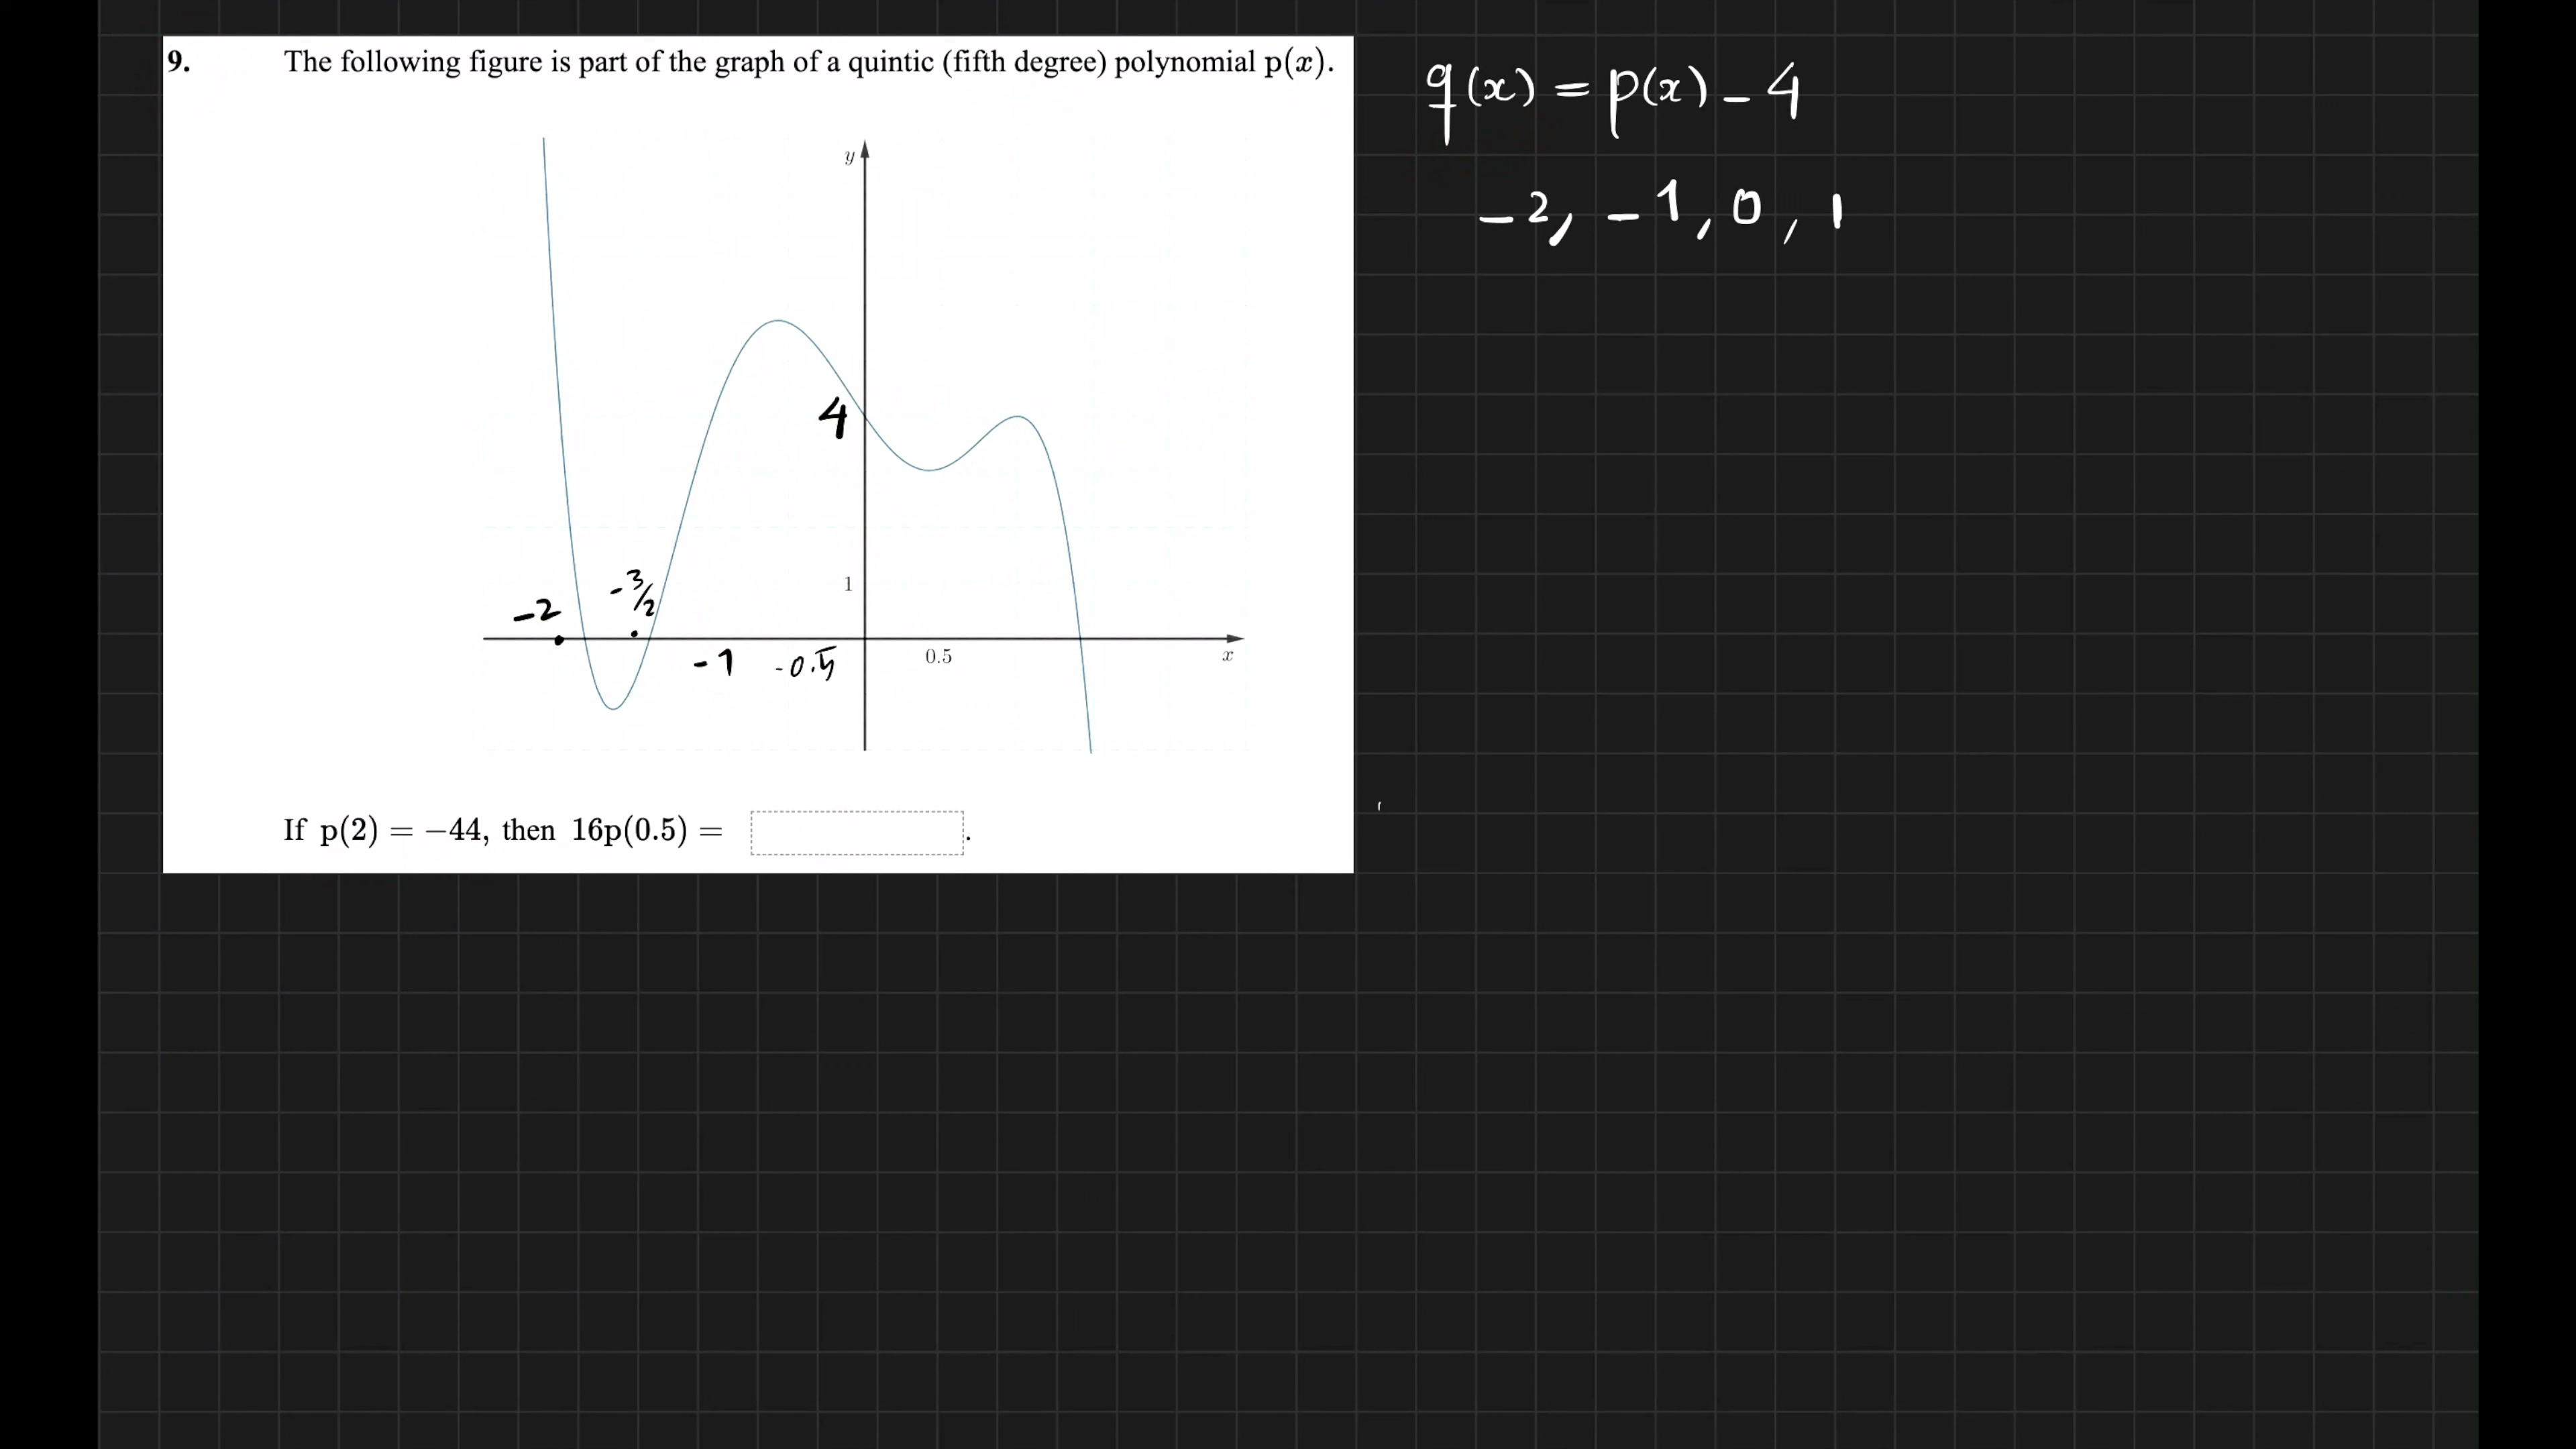 9. The following figure is part of the graph of a quintic (fifth degree) polynomial p(x).
q(x) = p(x) - 4
y
-2, -1, 0, 1
4
1
-3/2
-2
-1 -0.5 0.5 x
If p(2) = −44, then 16p(0.5) = .